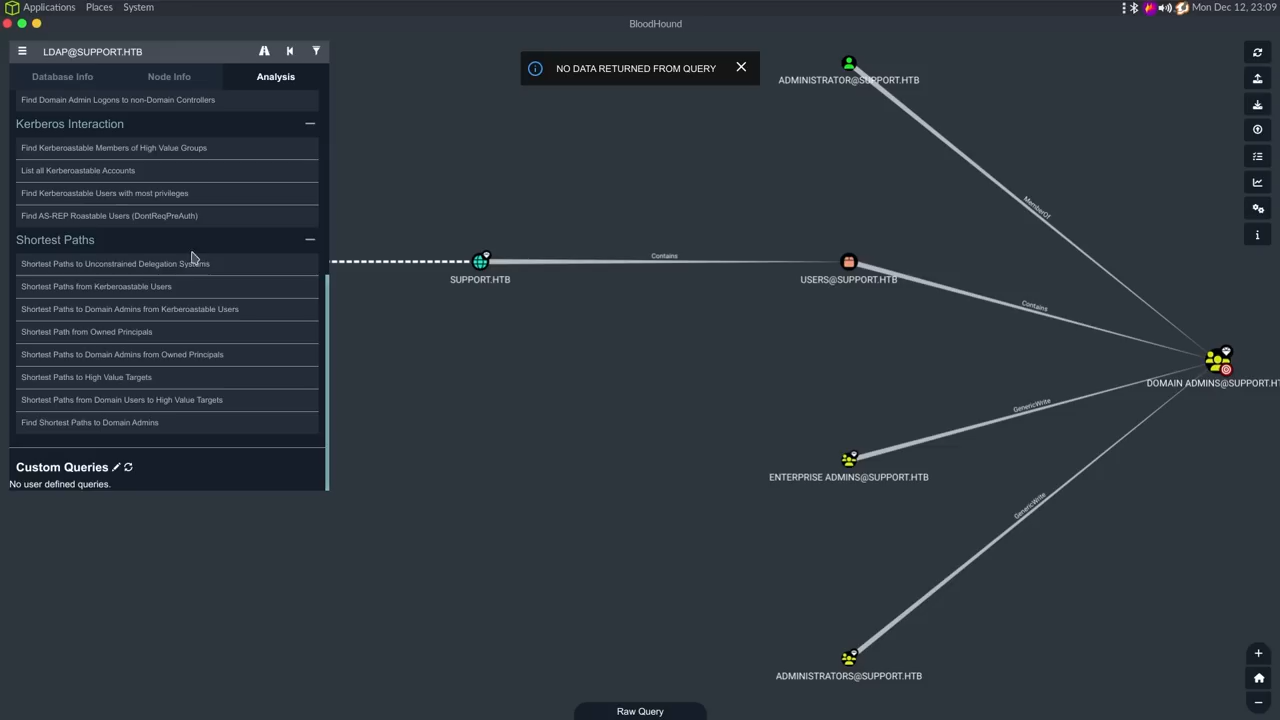 Applications Places System
Mon Dec 12, 23:09
BloodHound
LDAP@SUPPORT.HTB
Database Info
Node Info
Analysis
Find Domain Admin Logons to non-Domain Controllers
Kerberos Interaction
Find Kerberoastable Members of High Value Groups
List all Kerberoastable Accounts
Find Kerberoastable Users with most privileges
Find AS-REP Roastable Users (DontReqPreAuth)
Shortest Paths
Shortest Paths to Unconstrained Delegation Systems
Shortest Paths from Kerberoastable Users
Shortest Paths to Domain Admins from Kerberoastable Users
Shortest Path from Owned Principals
Shortest Paths to Domain Admins from Owned Principals
Shortest Paths to High Value Targets
Shortest Paths from Domain Users to High Value Targets
Find Shortest Paths to Domain Admins
Custom Queries
No user defined queries.
NO DATA RETURNED FROM QUERY
ADMINISTRATOR@SUPPORT.HTB
MemberOf
Contains
SUPPORT.HTB
USERS@SUPPORT.HTB
Contains
DOMAIN ADMINS@SUPPORT.HT
GenericWrite
ENTERPRISE ADMINS@SUPPORT.HTB
GenericWrite
ADMINISTRATORS@SUPPORT.HTB
Raw Query